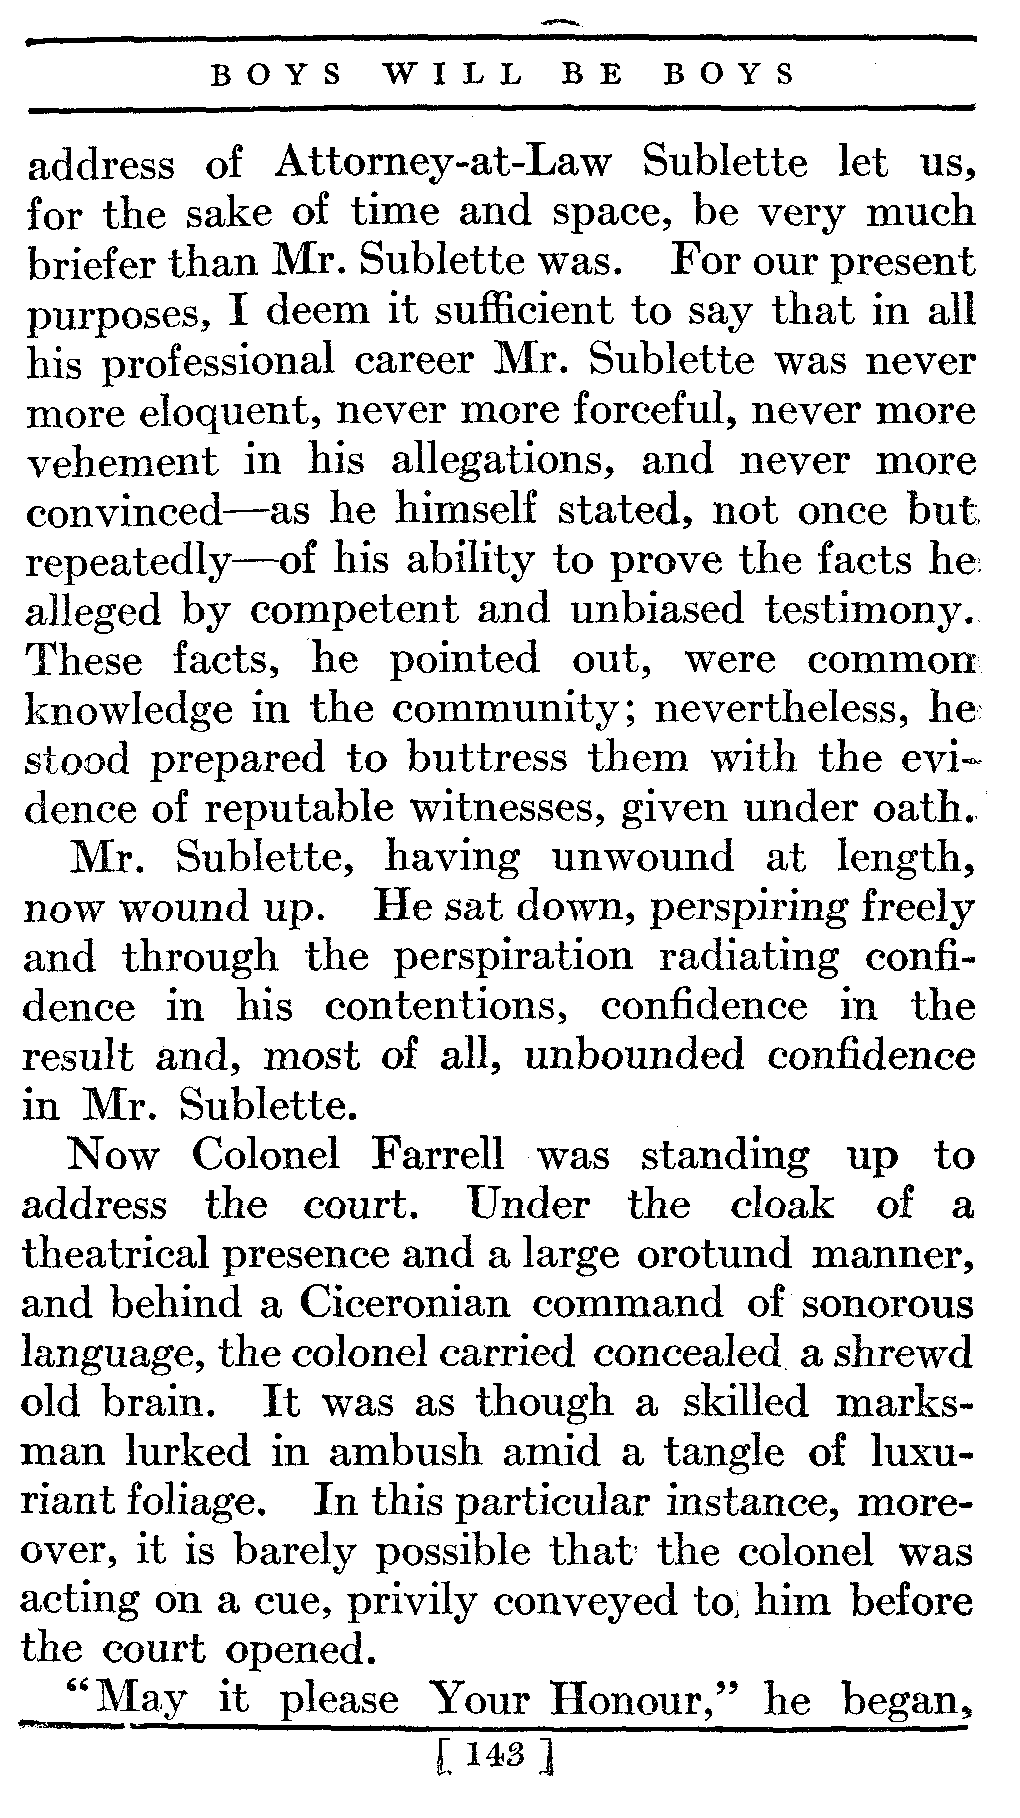 BOYS WILL BE BOYS
address of Attorney-at-Law Sublette let us,
for the sake of time and space, be very much
briefer than Mr. Sublette was. For our present
purposes, I deem it sufficient to say that in all
his professional career Mr. Sublette was never
more eloquent, never more forceful, never more
vehement in his allegations, and never more
convinced—as he himself stated, not once but
repeatedly—of his ability to prove the facts he
alleged by competent and unbiased testimony.
These facts, he pointed out, were common
knowledge in the community; nevertheless, he
stood prepared to buttress them with the evi-
dence of reputable witnesses, given under oath.
Mr. Sublette, having unwound at length,
now wound up. He sat down, perspiring freely
and through the perspiration radiating confi-
dence in his contentions, confidence in the
result and, most of all, unbounded confidence
in Mr. Sublette.
Now Colonel Farrell was standing up to
address the court. Under the cloak of a
theatrical presence and a large orotund manner,
and behind a Ciceronian command of sonorous
language, the colonel carried concealed a shrewd
old brain. It was as though a skilled marks-
man lurked in ambush amid a tangle of luxu-
riant foliage. In this particular instance, more-
over, it is barely possible that the colonel was
acting on a cue, privily conveyed to him before
the court opened.
"May it please Your Honour," he began,
[ 143 ]